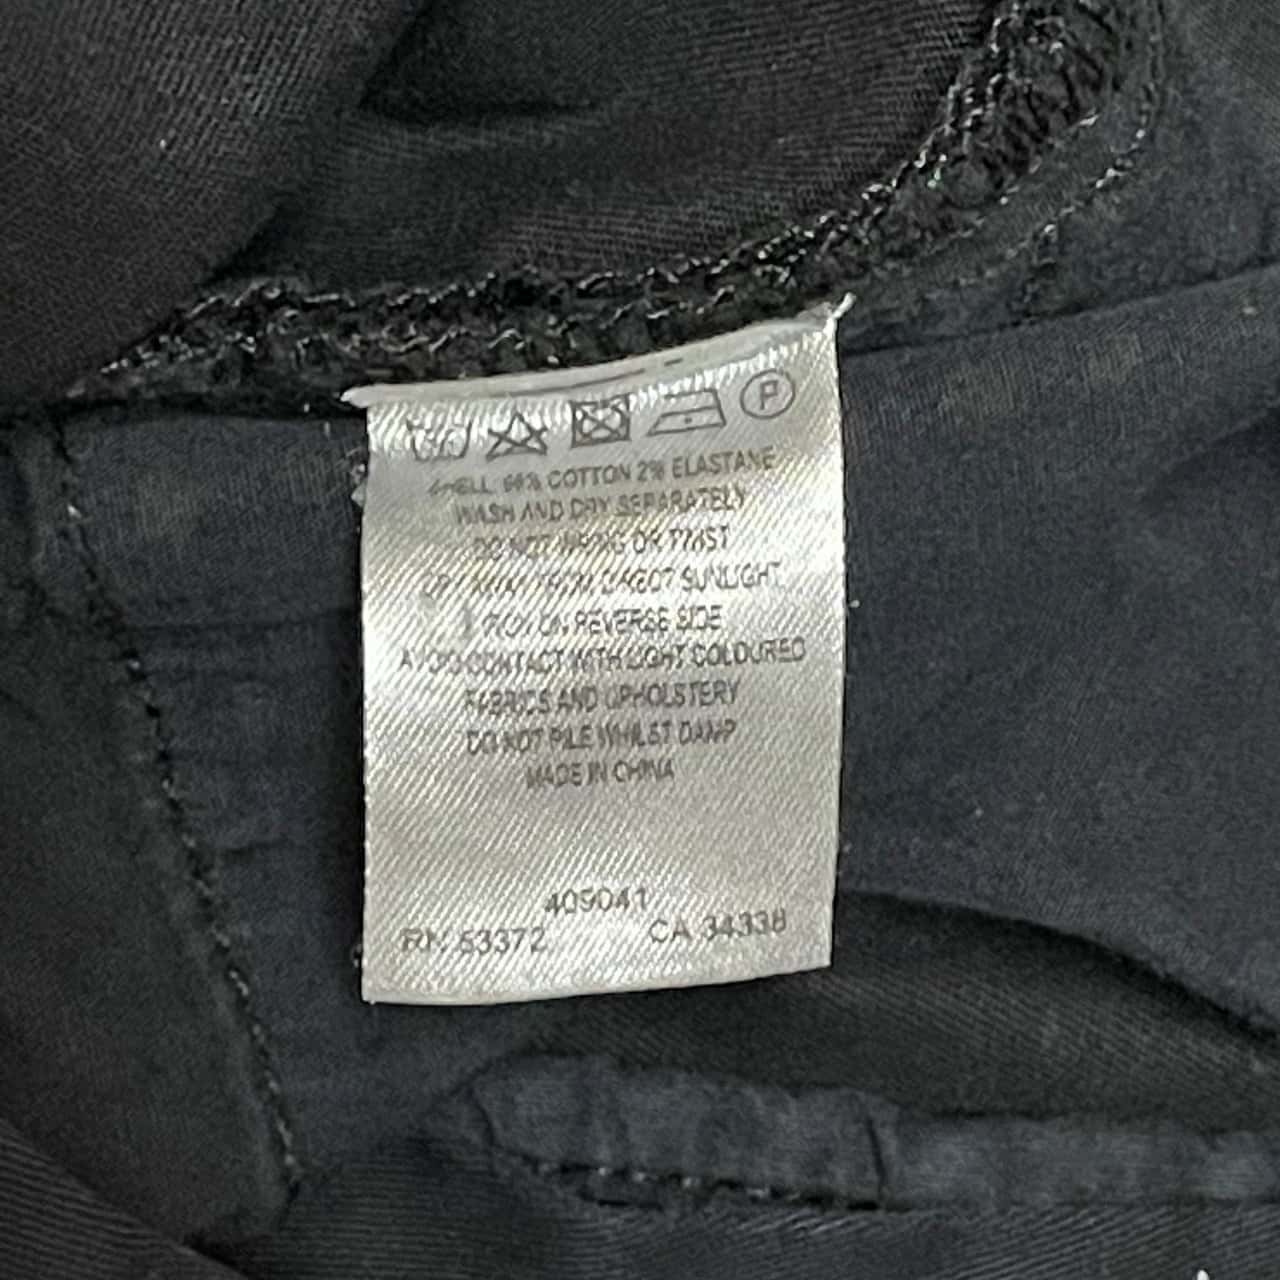 P
SHELL 98% COTTON 2% ELASTANE
WASH AND DRY SEPARATELY
DO NOT WRING OR TWIST
DRY AWAY FROM DIRECT SUNLIGHT
IRON ON REVERSE SIDE
AVOID CONTACT WITH LIGHT COLOURED
FABRICS AND UPHOLSTERY
DO NOT PILE WHILST DAMP
MADE IN CHINA
409041
RN 53372 CA 34338